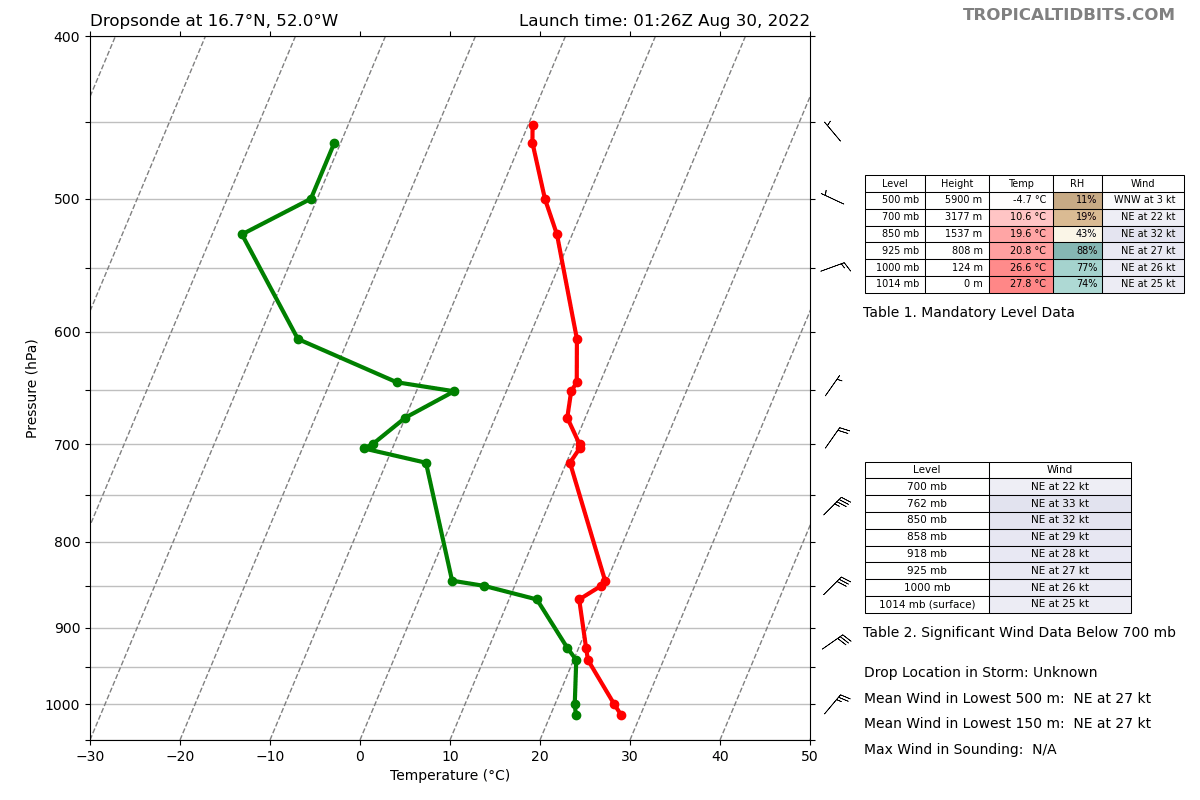 Dropsonde at 16.7°N, 52.0°W
Launch time: 01:26Z Aug 30, 2022
TROPICALTIDBITS.COM
Pressure (hPa)
400
500
600
700
800
900
1000
−30 −20 −10 0 10 20 30 40 50
Temperature (°C)
Level Height Temp RH Wind
500 mb 5900 m -4.7 °C 11% WNW at 3 kt
700 mb 3177 m 10.6 °C 19% NE at 22 kt
850 mb 1537 m 19.6 °C 43% NE at 32 kt
925 mb 808 m 20.8 °C 88% NE at 27 kt
1000 mb 124 m 26.6 °C 77% NE at 26 kt
1014 mb 0 m 27.8 °C 74% NE at 25 kt
Table 1. Mandatory Level Data
Level Wind
700 mb NE at 22 kt
762 mb NE at 33 kt
850 mb NE at 32 kt
858 mb NE at 29 kt
918 mb NE at 28 kt
925 mb NE at 27 kt
1000 mb NE at 26 kt
1014 mb (surface) NE at 25 kt
Table 2. Significant Wind Data Below 700 mb
Drop Location in Storm: Unknown
Mean Wind in Lowest 500 m: NE at 27 kt
Mean Wind in Lowest 150 m: NE at 27 kt
Max Wind in Sounding: N/A